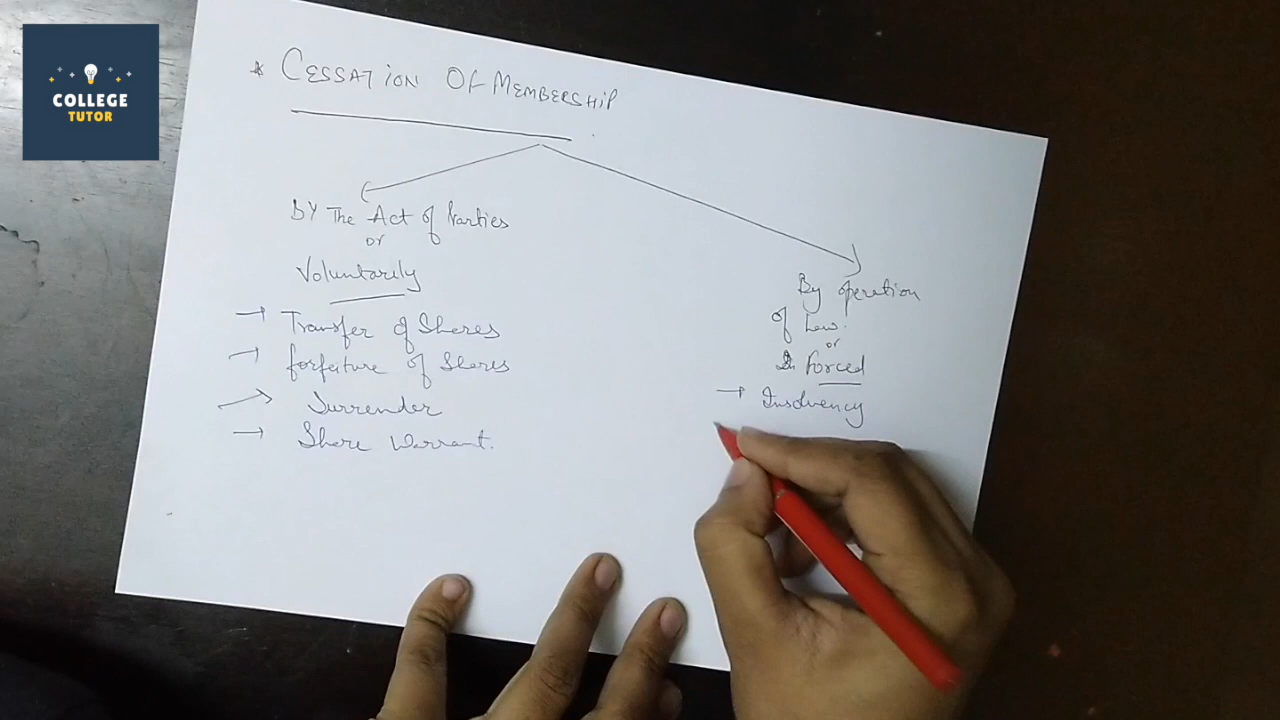 COLLEGE
TUTOR
* CESSATION OF MEMBERSHIP
BY The Act of Parties
or
Voluntarily
→ Transfer of Shares
→ forfeiture of Shares
→ Surrender
→ Share Warrant.
By operation
of Law.
or
Forced
→ Insolvency